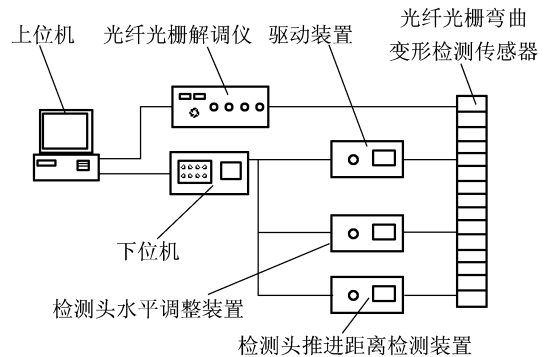 上位机
光纤光栅解调仪
驱动装置
光纤光栅弯曲
变形检测传感器
下位机
检测头水平调整装置
检测头推进距离检测装置